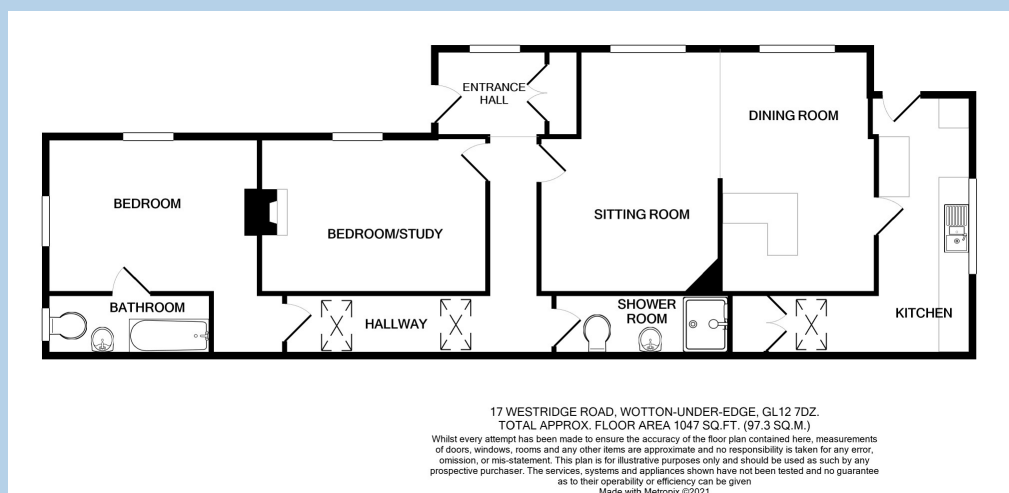 ENTRANCE
HALL
DINING ROOM
BEDROOM
BEDROOM/STUDY
SITTING ROOM
BATHROOM
HALLWAY
SHOWER
ROOM
KITCHEN
17 WESTRIDGE ROAD, WOTTON-UNDER-EDGE, GL12 7DZ.
TOTAL APPROX. FLOOR AREA 1047 SQ.FT. (97.3 SQ.M.)
Whilst every attempt has been made to ensure the accuracy of the floor plan contained here, measurements
of doors, windows, rooms and any other items are approximate and no responsibility is taken for any error,
omission, or mis-statement. This plan is for illustrative purposes only and should be used as such by any
prospective purchaser. The services, systems and appliances shown have not been tested and no guarantee
as to their operability or efficiency can be given
Made with Metropix ©2021